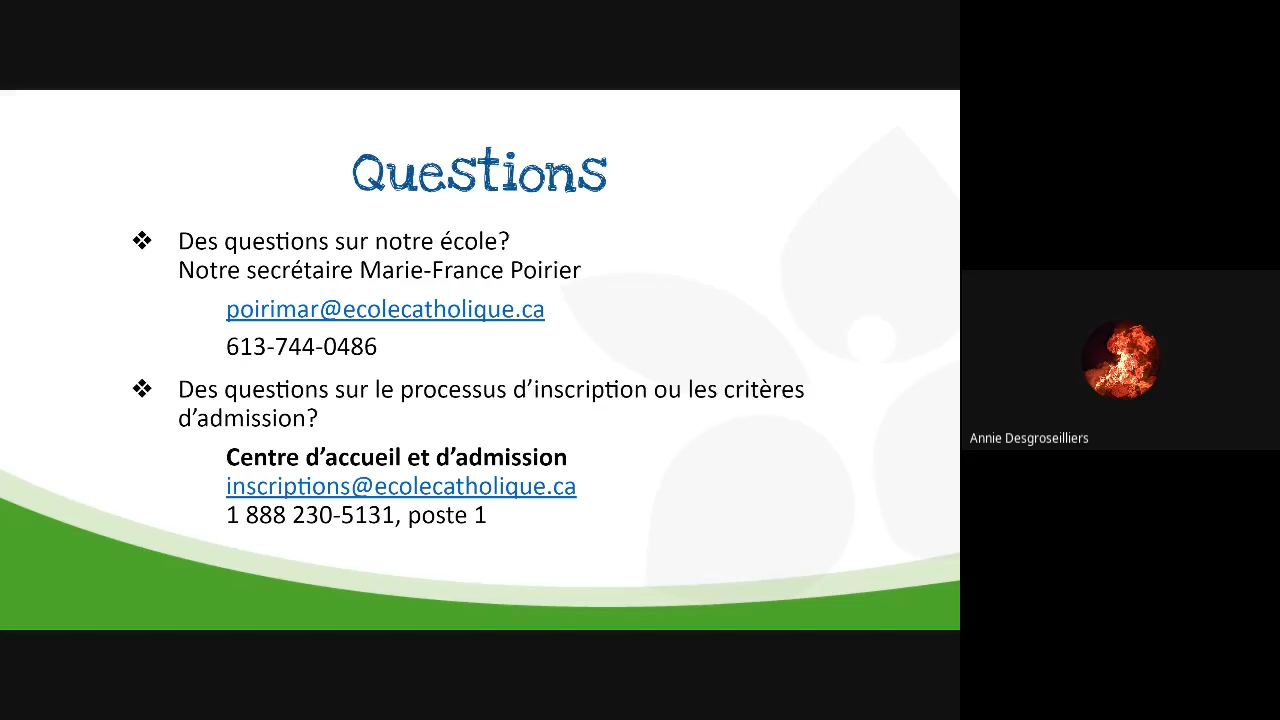 Questions
❖ Des questions sur notre école?
Notre secrétaire Marie-France Poirier
poirimar@ecolecatholique.ca
613-744-0486
❖ Des questions sur le processus d’inscription ou les critères
d’admission?
Centre d’accueil et d’admission
inscriptions@ecolecatholique.ca
1 888 230-5131, poste 1
Annie Desgroseilliers